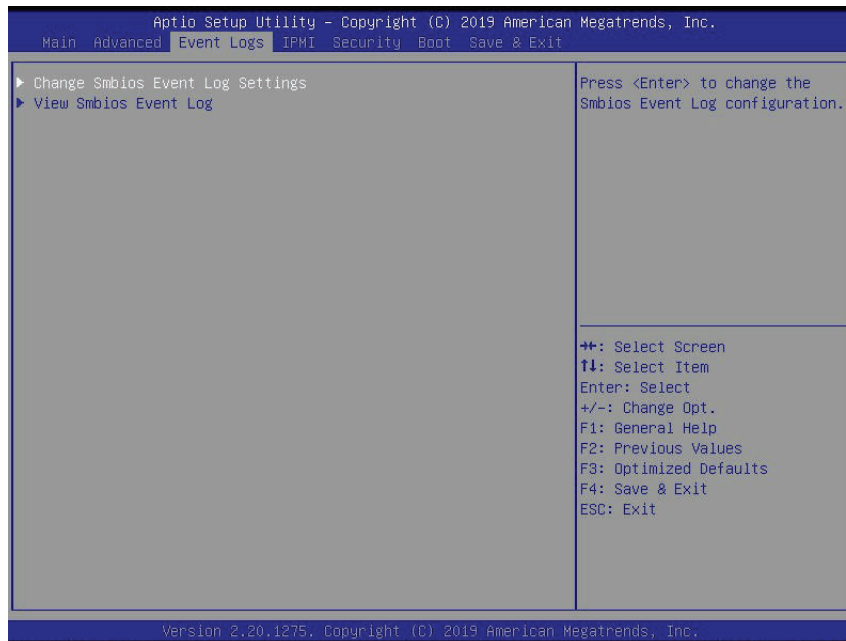 Aptio Setup Utility – Copyright (C) 2019 American Megatrends, Inc.
Main Advanced Event Logs IPMI Security Boot Save & Exit
▶ Change Smbios Event Log Settings
▶ View Smbios Event Log
Press <Enter> to change the
Smbios Event Log configuration.
→←: Select Screen
↑↓: Select Item
Enter: Select
+/-: Change Opt.
F1: General Help
F2: Previous Values
F3: Optimized Defaults
F4: Save & Exit
ESC: Exit
Version 2.20.1275. Copyright (C) 2019 American Megatrends, Inc.